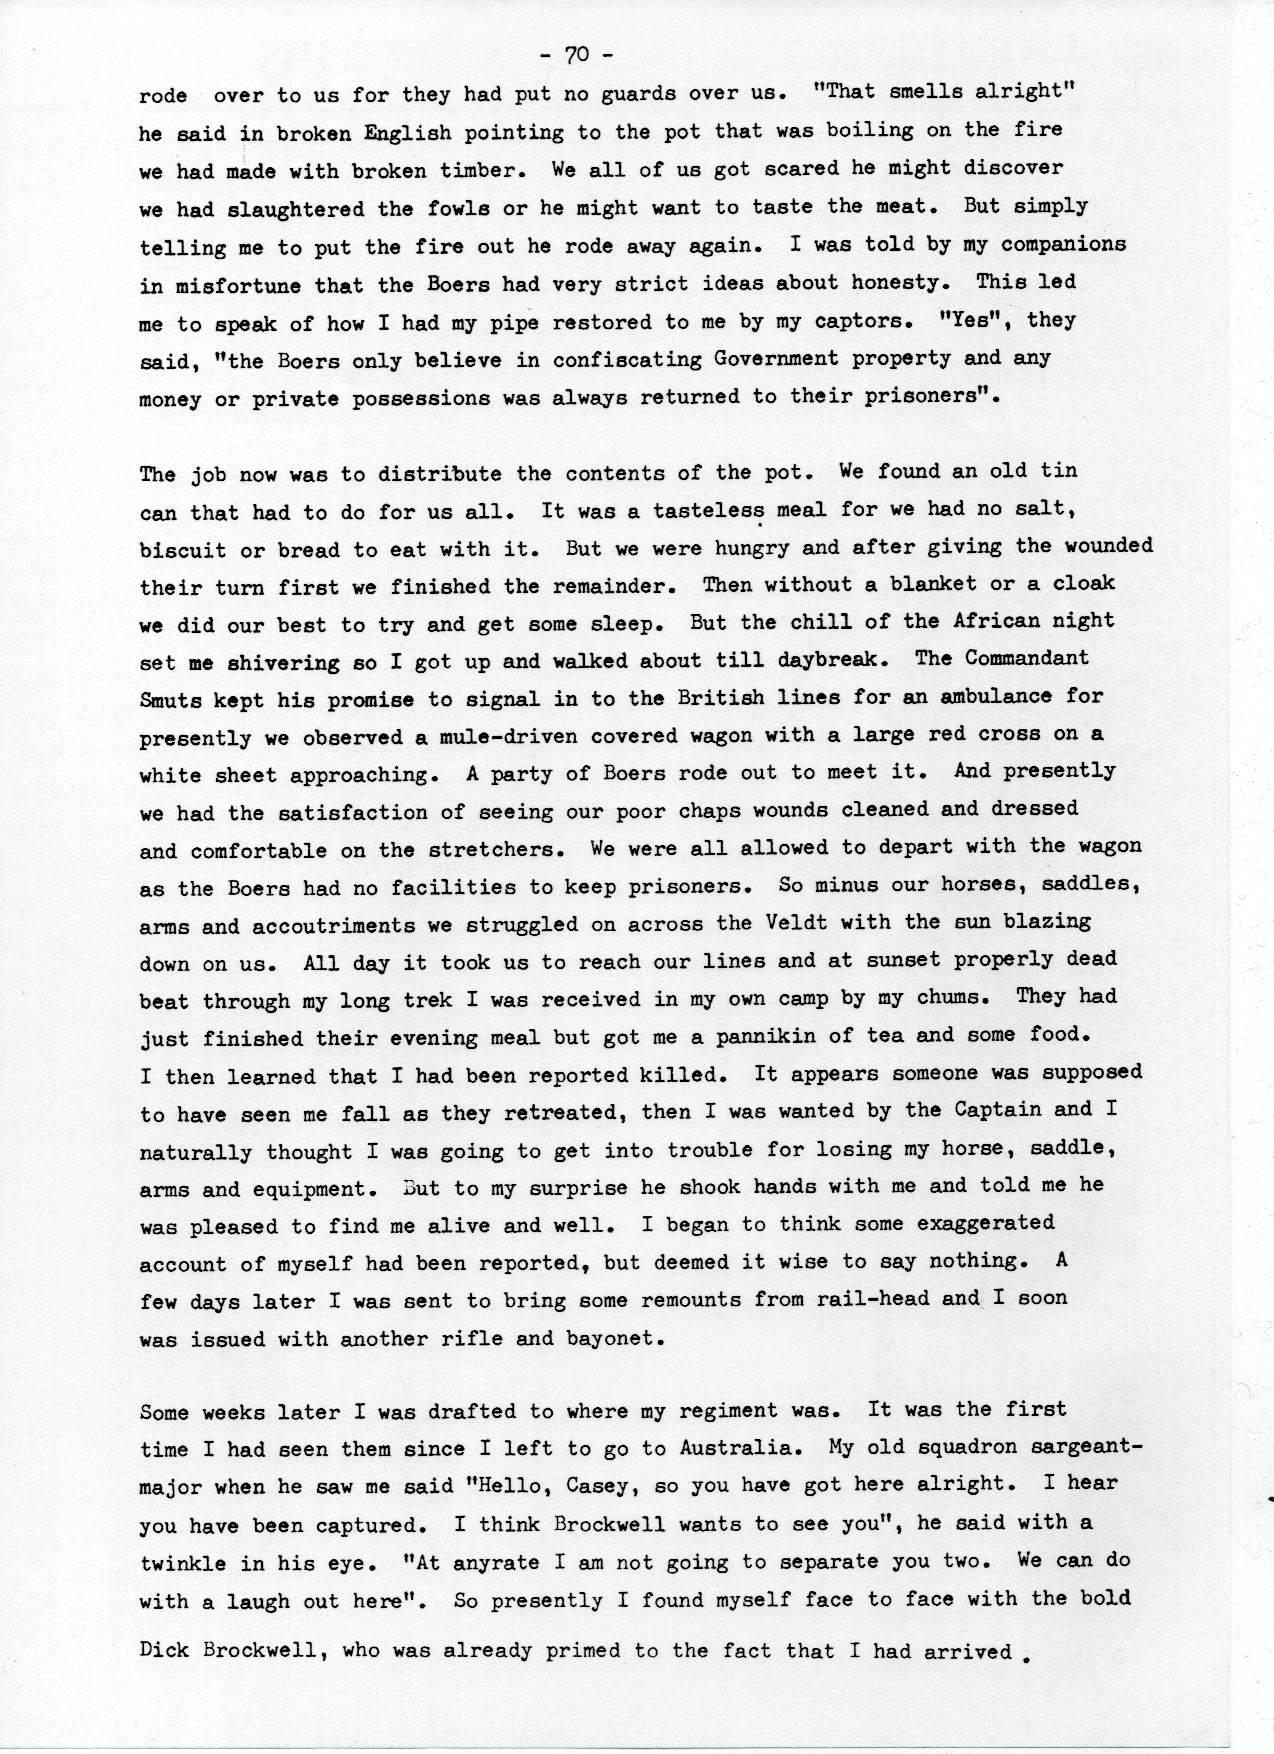 - 70 -
rode over to us for they had put no guards over us. "That smells alright"
he said in broken English pointing to the pot that was boiling on the fire
we had made with broken timber. We all of us got scared he might discover
we had slaughtered the fowls or he might want to taste the meat. But simply
telling me to put the fire out he rode away again. I was told by my companions
in misfortune that the Boers had very strict ideas about honesty. This led
me to speak of how I had my pipe restored to me by my captors. "Yes", they
said, "the Boers only believe in confiscating Government property and any
money or private possessions was always returned to their prisoners".
The job now was to distribute the contents of the pot. We found an old tin
can that had to do for us all. It was a tasteless meal for we had no salt,
biscuit or bread to eat with it. But we were hungry and after giving the wounded
their turn first we finished the remainder. Then without a blanket or a cloak
we did our best to try and get some sleep. But the chill of the African night
set me shivering so I got up and walked about till daybreak. The Commandant
Smuts kept his promise to signal in to the British lines for an ambulance for
presently we observed a mule-driven covered wagon with a large red cross on a
white sheet approaching. A party of Boers rode out to meet it. And presently
we had the satisfaction of seeing our poor chaps wounds cleaned and dressed
and comfortable on the stretchers. We were all allowed to depart with the wagon
as the Boers had no facilities to keep prisoners. So minus our horses, saddles,
arms and accoutriments we struggled on across the Veldt with the sun blazing
down on us. All day it took us to reach our lines and at sunset properly dead
beat through my long trek I was received in my own camp by my chums. They had
just finished their evening meal but got me a pannikin of tea and some food.
I then learned that I had been reported killed. It appears someone was supposed
to have seen me fall as they retreated, then I was wanted by the Captain and I
naturally thought I was going to get into trouble for losing my horse, saddle,
arms and equipment. But to my surprise he shook hands with me and told me he
was pleased to find me alive and well. I began to think some exaggerated
account of myself had been reported, but deemed it wise to say nothing. A
few days later I was sent to bring some remounts from rail-head and I soon
was issued with another rifle and bayonet.
Some weeks later I was drafted to where my regiment was. It was the first
time I had seen them since I left to go to Australia. My old squadron sargeant-
major when he saw me said "Hello, Casey, so you have got here alright. I hear
you have been captured. I think Brockwell wants to see you", he said with a
twinkle in his eye. "At anyrate I am not going to separate you two. We can do
with a laugh out here". So presently I found myself face to face with the bold
Dick Brockwell, who was already primed to the fact that I had arrived.